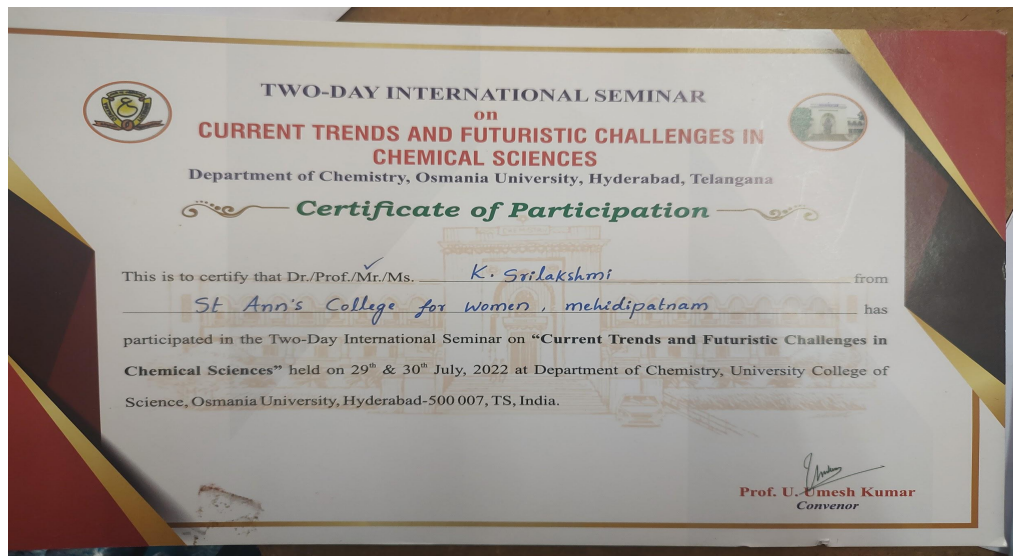 TWO-DAY INTERNATIONAL SEMINAR
on
CURRENT TRENDS AND FUTURISTIC CHALLENGES IN
CHEMICAL SCIENCES
Department of Chemistry, Osmania University, Hyderabad, Telangana
Certificate of Participation
This is to certify that Dr./Prof./Mr./Ms. K. Srilakshmi from
St Ann's College for women, mehidipatnam has
participated in the Two-Day International Seminar on “Current Trends and Futuristic Challenges in
Chemical Sciences” held on 29th & 30th July, 2022 at Department of Chemistry, University College of
Science, Osmania University, Hyderabad-500 007, TS, India.
Prof. U. Umesh Kumar
Convenor